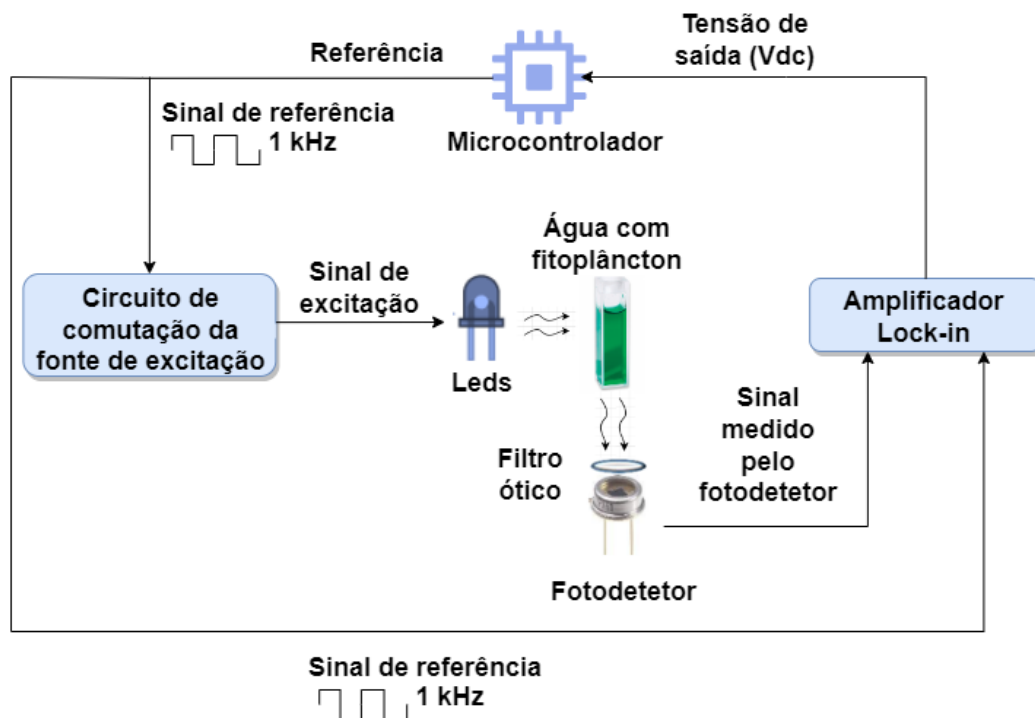 Referência
Tensão de
saída (Vdc)
Sinal de referência
1 kHz
Microcontrolador
Circuito de
comutação da
fonte de excitação
Sinal de
excitação
Leds
Água com
fitoplâncton
Amplificador
Lock-in
Filtro
ótico
Sinal
medido
pelo
fotodetetor
Fotodetetor
Sinal de referência
1 kHz